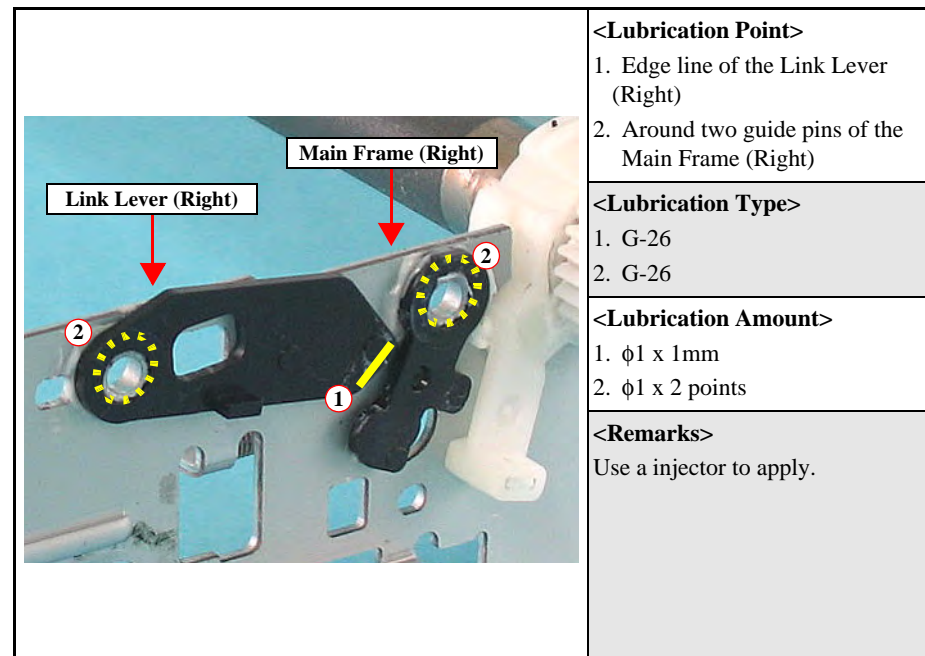 Main Frame (Right)
Link Lever (Right)
2
2
1
<Lubrication Point>
1. Edge line of the Link Lever
(Right)
2. Around two guide pins of the
Main Frame (Right)
<Lubrication Type>
1. G-26
2. G-26
<Lubrication Amount>
1. ϕ1 x 1mm
2. ϕ1 x 2 points
<Remarks>
Use a injector to apply.